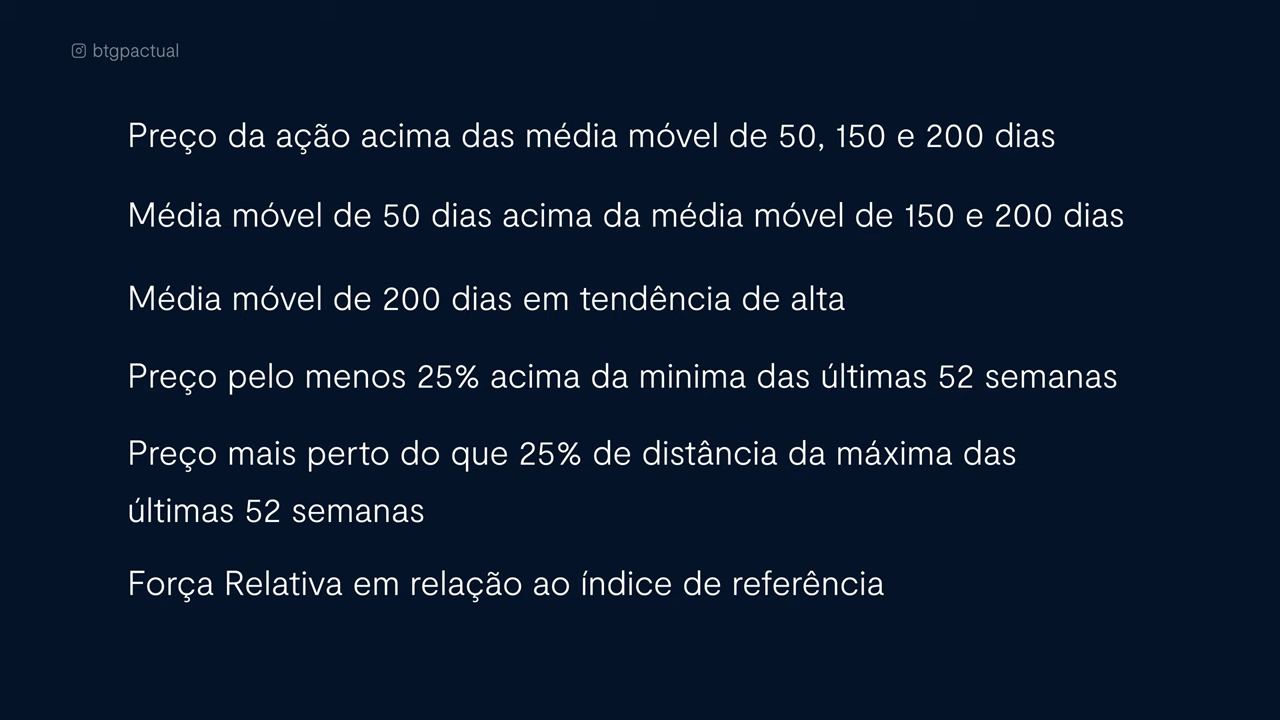 btgpactual
Preço da ação acima das média móvel de 50, 150 e 200 dias
Média móvel de 50 dias acima da média móvel de 150 e 200 dias
Média móvel de 200 dias em tendência de alta
Preço pelo menos 25% acima da minima das últimas 52 semanas
Preço mais perto do que 25% de distância da máxima das
últimas 52 semanas
Força Relativa em relação ao índice de referência